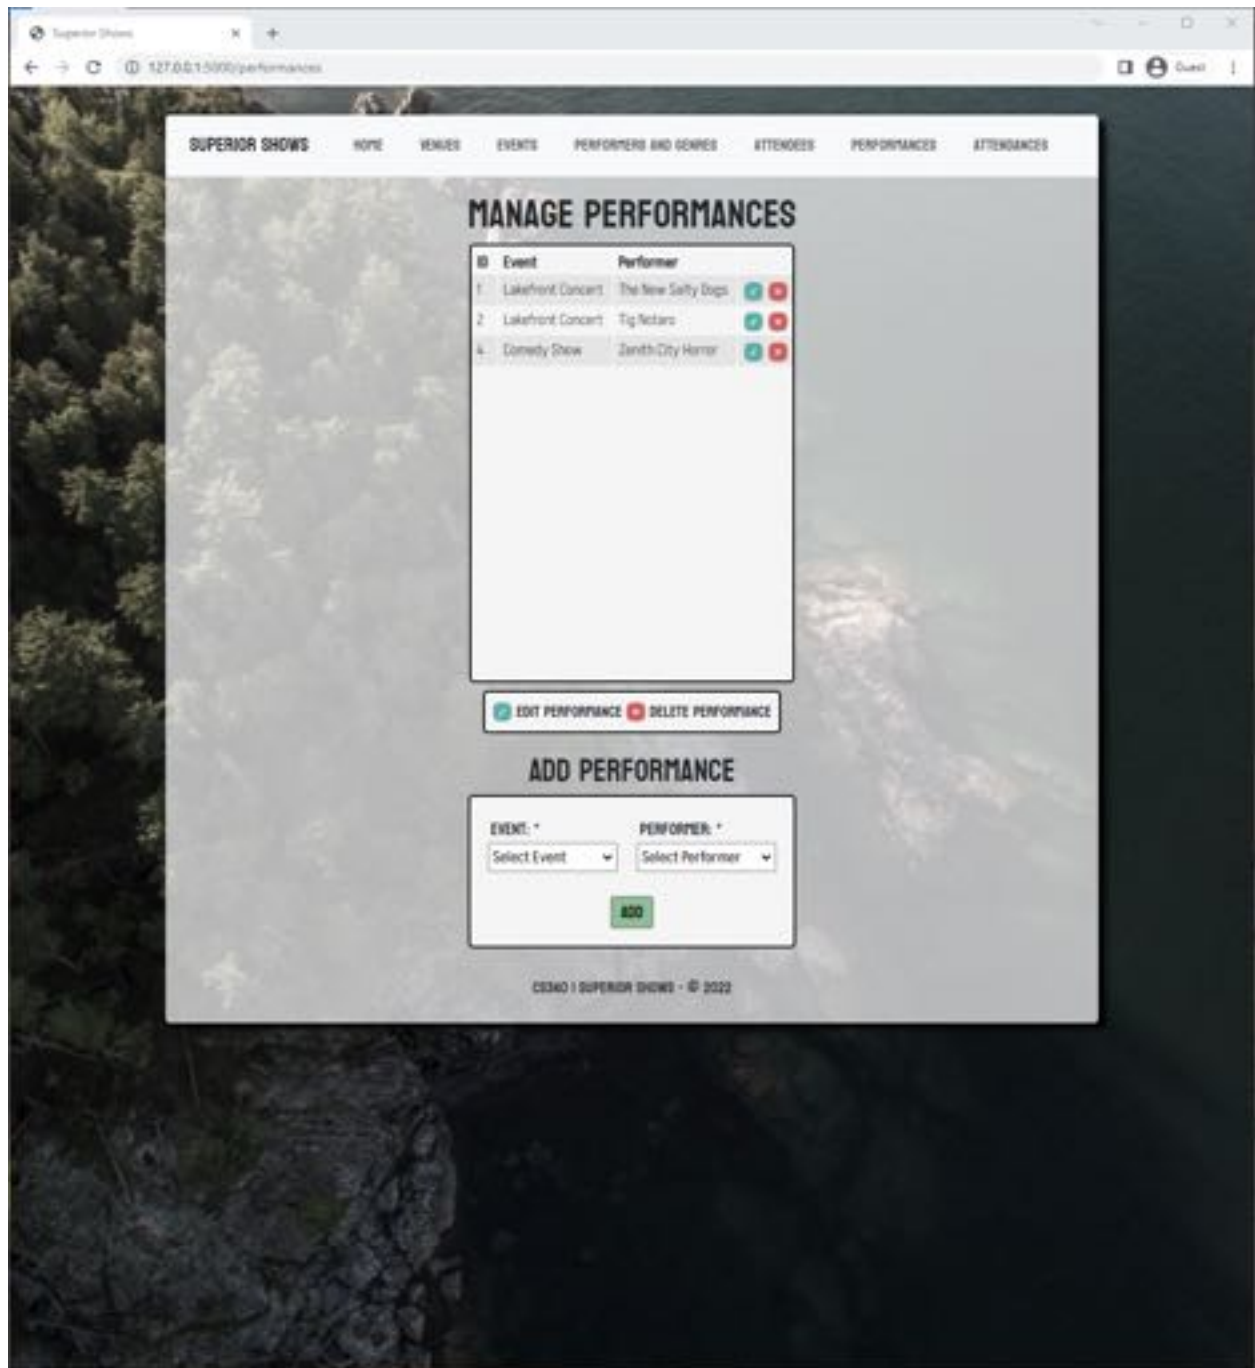 Superior Shows
127.0.0.1:5000/performances
Guest
SUPERIOR SHOWS HOME VENUES EVENTS PERFORMERS AND GENRES ATTENDEES PERFORMANCES ATTENDANCES
MANAGE PERFORMANCES
ID Event Performer
1 Lakefront Concert The New Salty Dogs
2 Lakefront Concert Tig Notaro
4 Comedy Show Zenith City Horror
EDIT PERFORMANCE DELETE PERFORMANCE
ADD PERFORMANCE
EVENT: * PERFORMER: *
Select Event Select Performer
ADD
CS340 | SUPERIOR SHOWS - © 2022